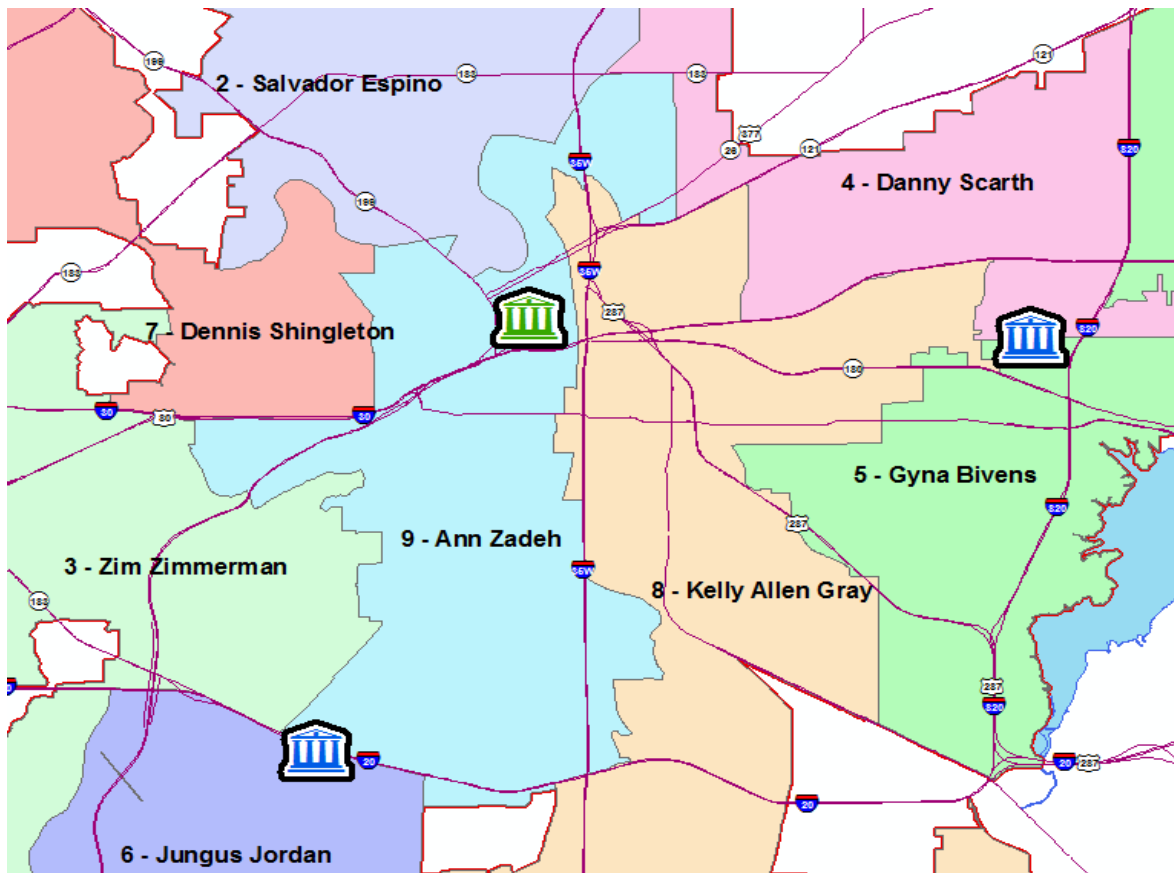 121
199
183
183
377
2 - Salvador Espino
35W
26
121
820
4 - Danny Scarth
199
183
35W
287
7 - Dennis Shingleton
820
180
30
80
30
5 - Gyna Bivens
820
287
9 - Ann Zadeh
3 - Zim Zimmerman
35W
8 - Kelly Allen Gray
183
287
820
20
20
287
20
6 - Jungus Jordan